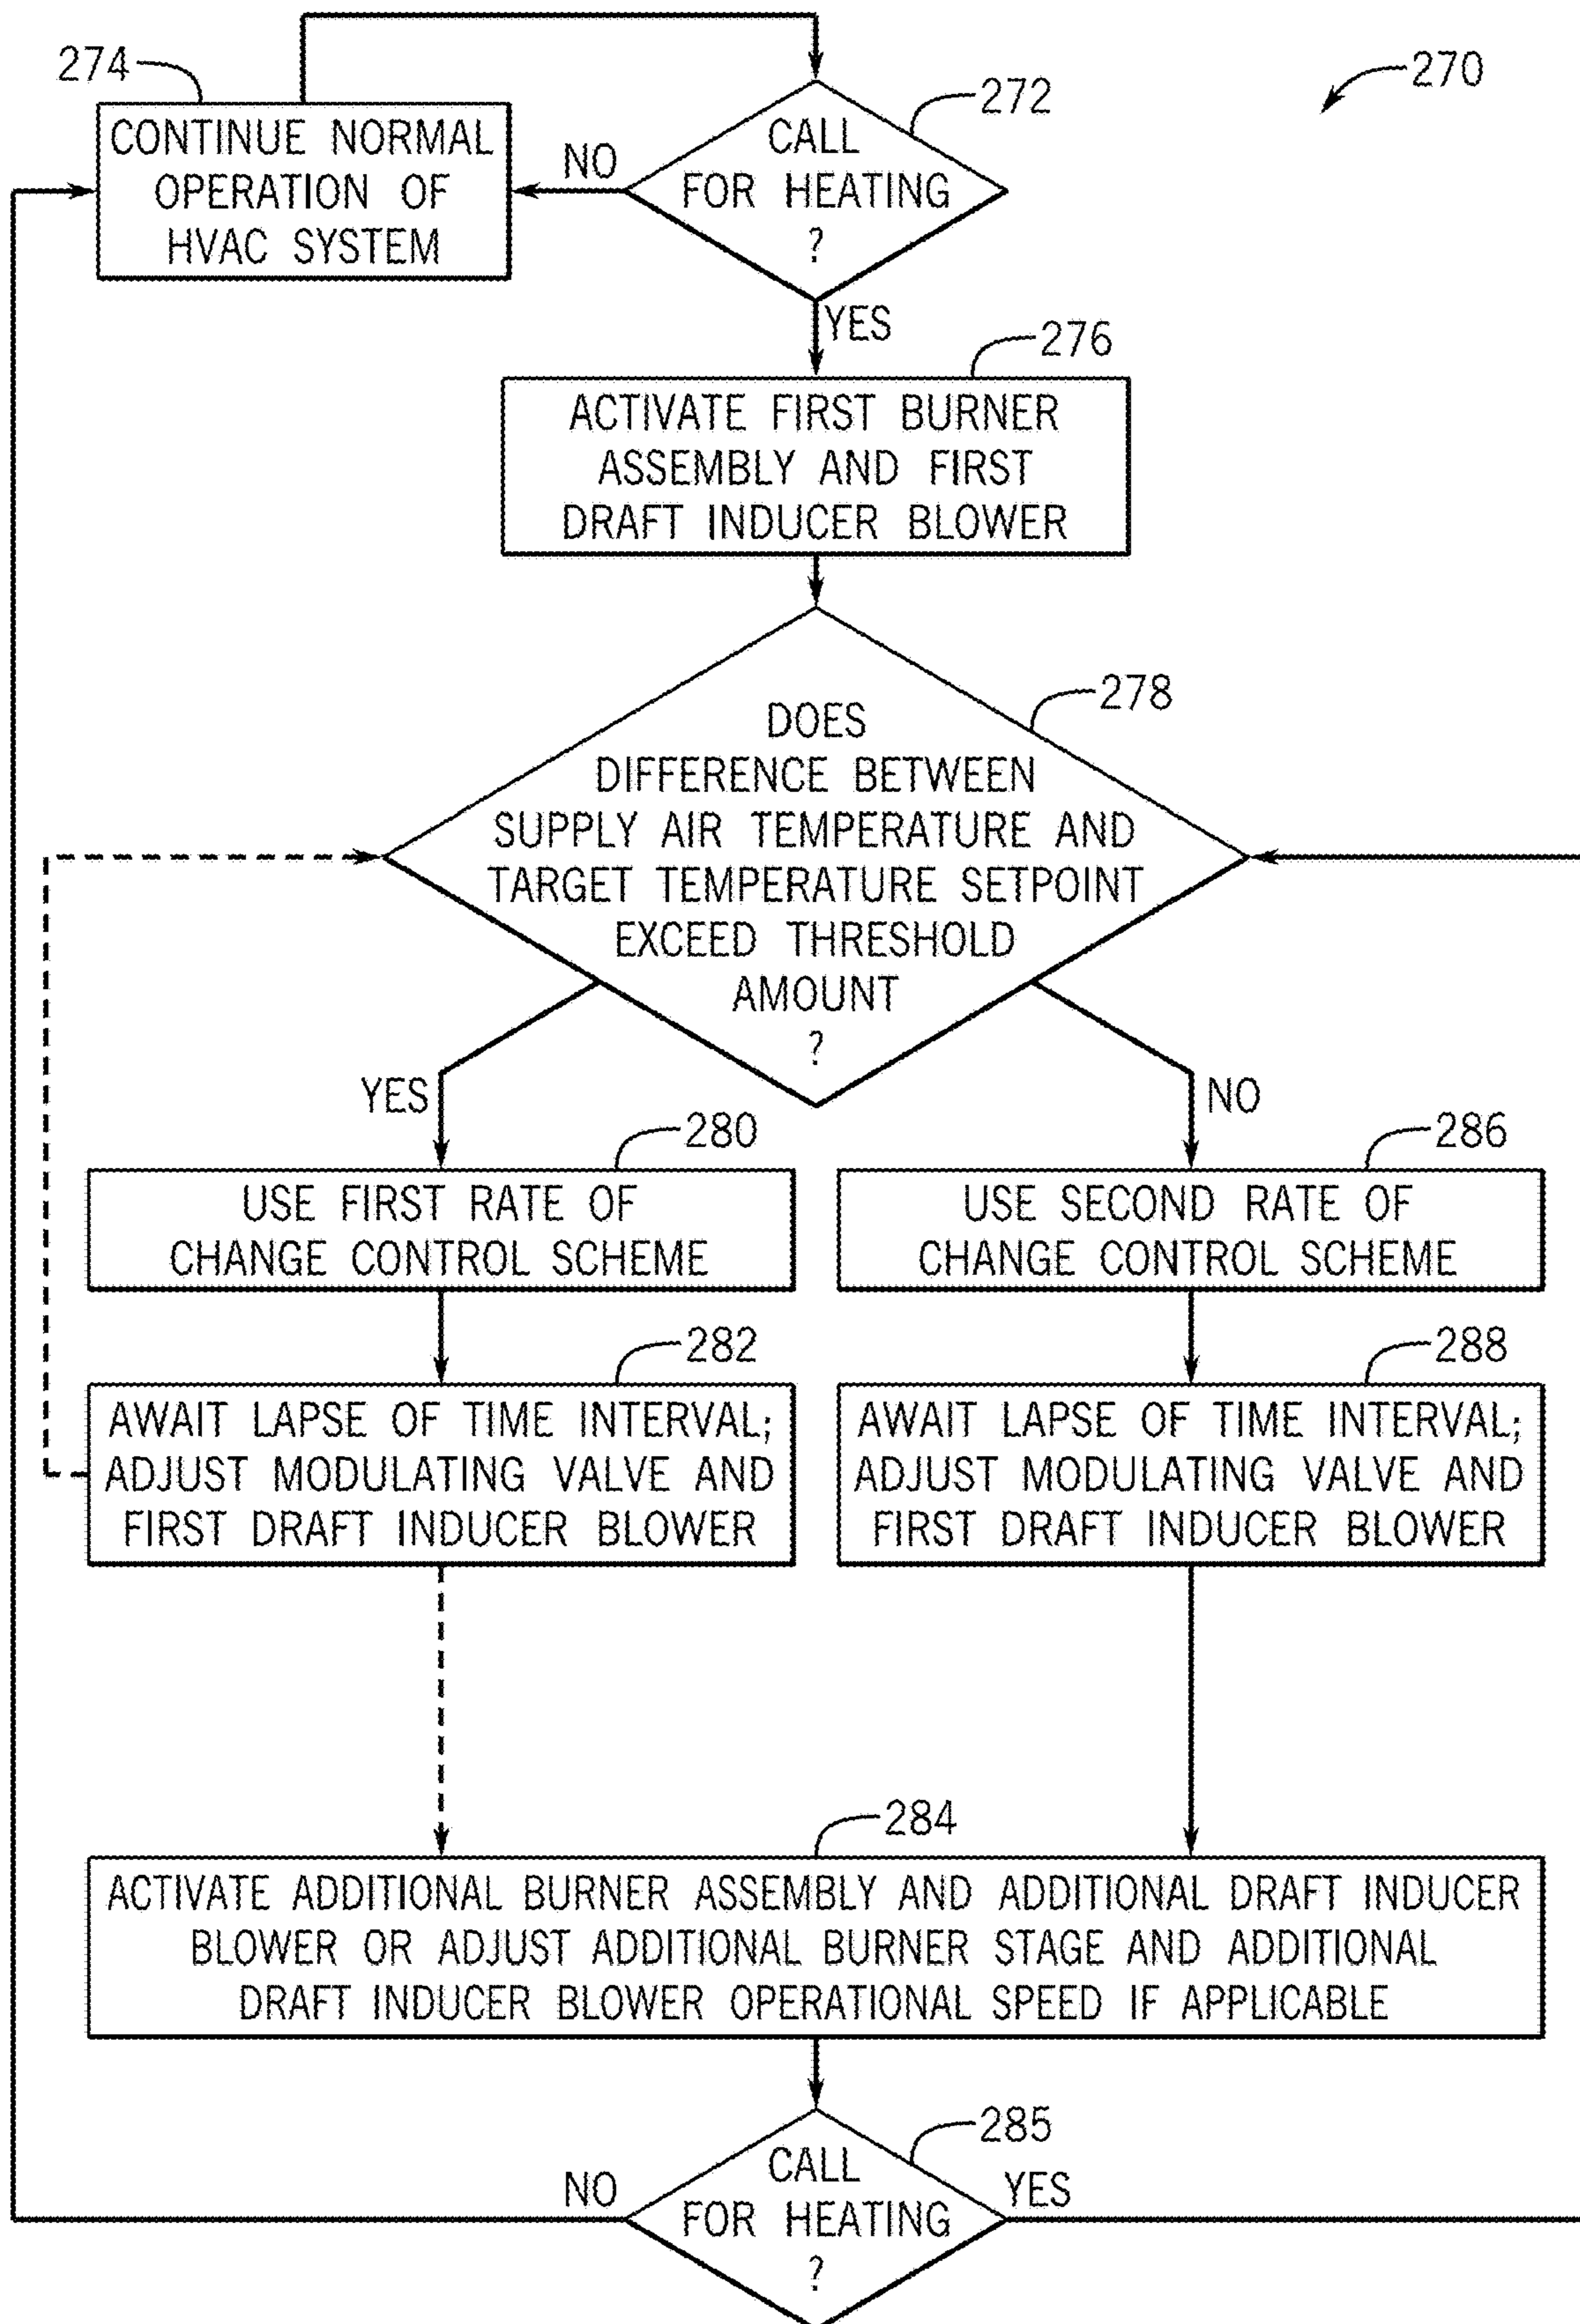 270
274
CONTINUE NORMAL
OPERATION OF
HVAC SYSTEM
NO
272
CALL
FOR HEATING
?
YES
276
ACTIVATE FIRST BURNER
ASSEMBLY AND FIRST
DRAFT INDUCER BLOWER
278
DOES
DIFFERENCE BETWEEN
SUPPLY AIR TEMPERATURE AND
TARGET TEMPERATURE SETPOINT
EXCEED THRESHOLD
AMOUNT
?
YES
NO
280
USE FIRST RATE OF
CHANGE CONTROL SCHEME
286
USE SECOND RATE OF
CHANGE CONTROL SCHEME
282
AWAIT LAPSE OF TIME INTERVAL;
ADJUST MODULATING VALVE AND
FIRST DRAFT INDUCER BLOWER
288
AWAIT LAPSE OF TIME INTERVAL;
ADJUST MODULATING VALVE AND
FIRST DRAFT INDUCER BLOWER
284
ACTIVATE ADDITIONAL BURNER ASSEMBLY AND ADDITIONAL DRAFT INDUCER
BLOWER OR ADJUST ADDITIONAL BURNER STAGE AND ADDITIONAL
DRAFT INDUCER BLOWER OPERATIONAL SPEED IF APPLICABLE
285
NO
CALL
FOR HEATING
?
YES